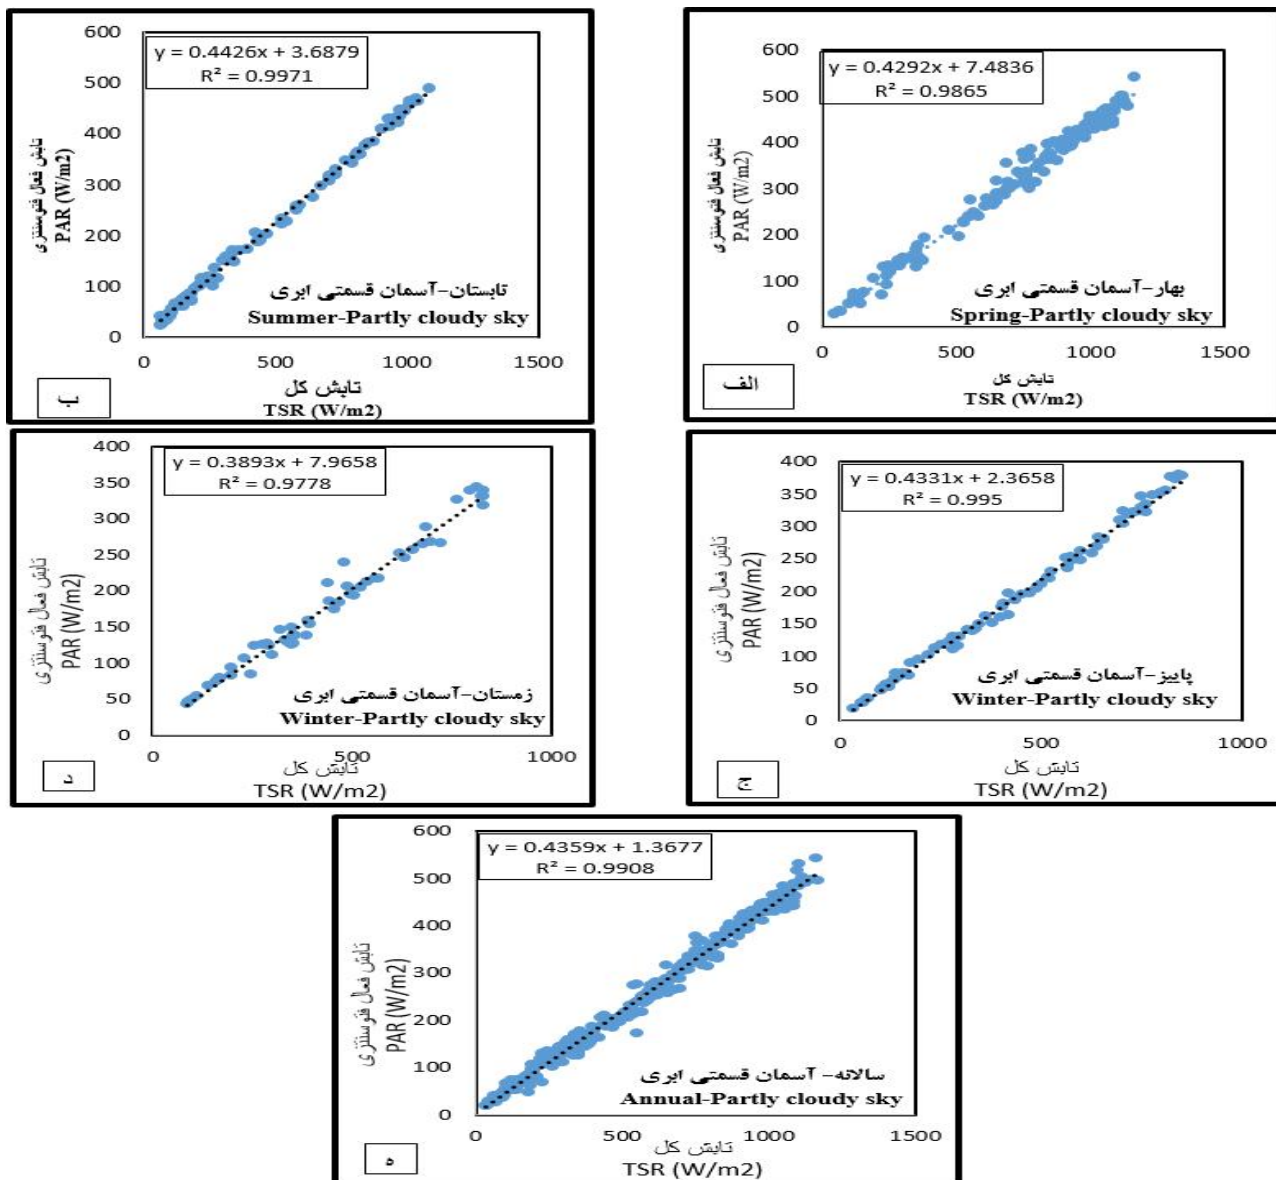 600
500
400
300
200
100
0
y = 0.4426x + 3.6879
R² = 0.9971
تابش فعال فتوسنتزی
PAR (W/m2)
تابستان-آسمان قسمتی ابری
Summer-Partly cloudy sky
0
500
1000
1500
تابش کل
TSR (W/m2)
ب
600
500
400
300
200
100
0
y = 0.4292x + 7.4836
R² = 0.9865
تابش فعال فتوسنتزی
PAR (W/m2)
بهار-آسمان قسمتی ابری
Spring-Partly cloudy sky
0
500
1000
1500
تابش کل
TSR (W/m2)
الف
400
350
300
250
200
150
100
50
0
y = 0.3893x + 7.9658
R² = 0.9778
تابش فعال فتوسنتزی
PAR (W/m2)
زمستان-آسمان قسمتی ابری
Winter-Partly cloudy sky
0
500
1000
تابش کل
TSR (W/m2)
د
400
350
300
250
200
150
100
50
0
y = 0.4331x + 2.3658
R² = 0.995
تابش فعال فتوسنتزی
PAR (W/m2)
پاییز-آسمان قسمتی ابری
Winter-Partly cloudy sky
0
500
1000
تابش کل
TSR (W/m2)
ج
600
500
400
300
200
100
0
y = 0.4359x + 1.3677
R² = 0.9908
تابش فعال فتوسنتزی
PAR (W/m2)
سالانه- آسمان قسمتی ابری
Annual-Partly cloudy sky
0
500
1000
1500
تابش کل
TSR (W/m2)
ه